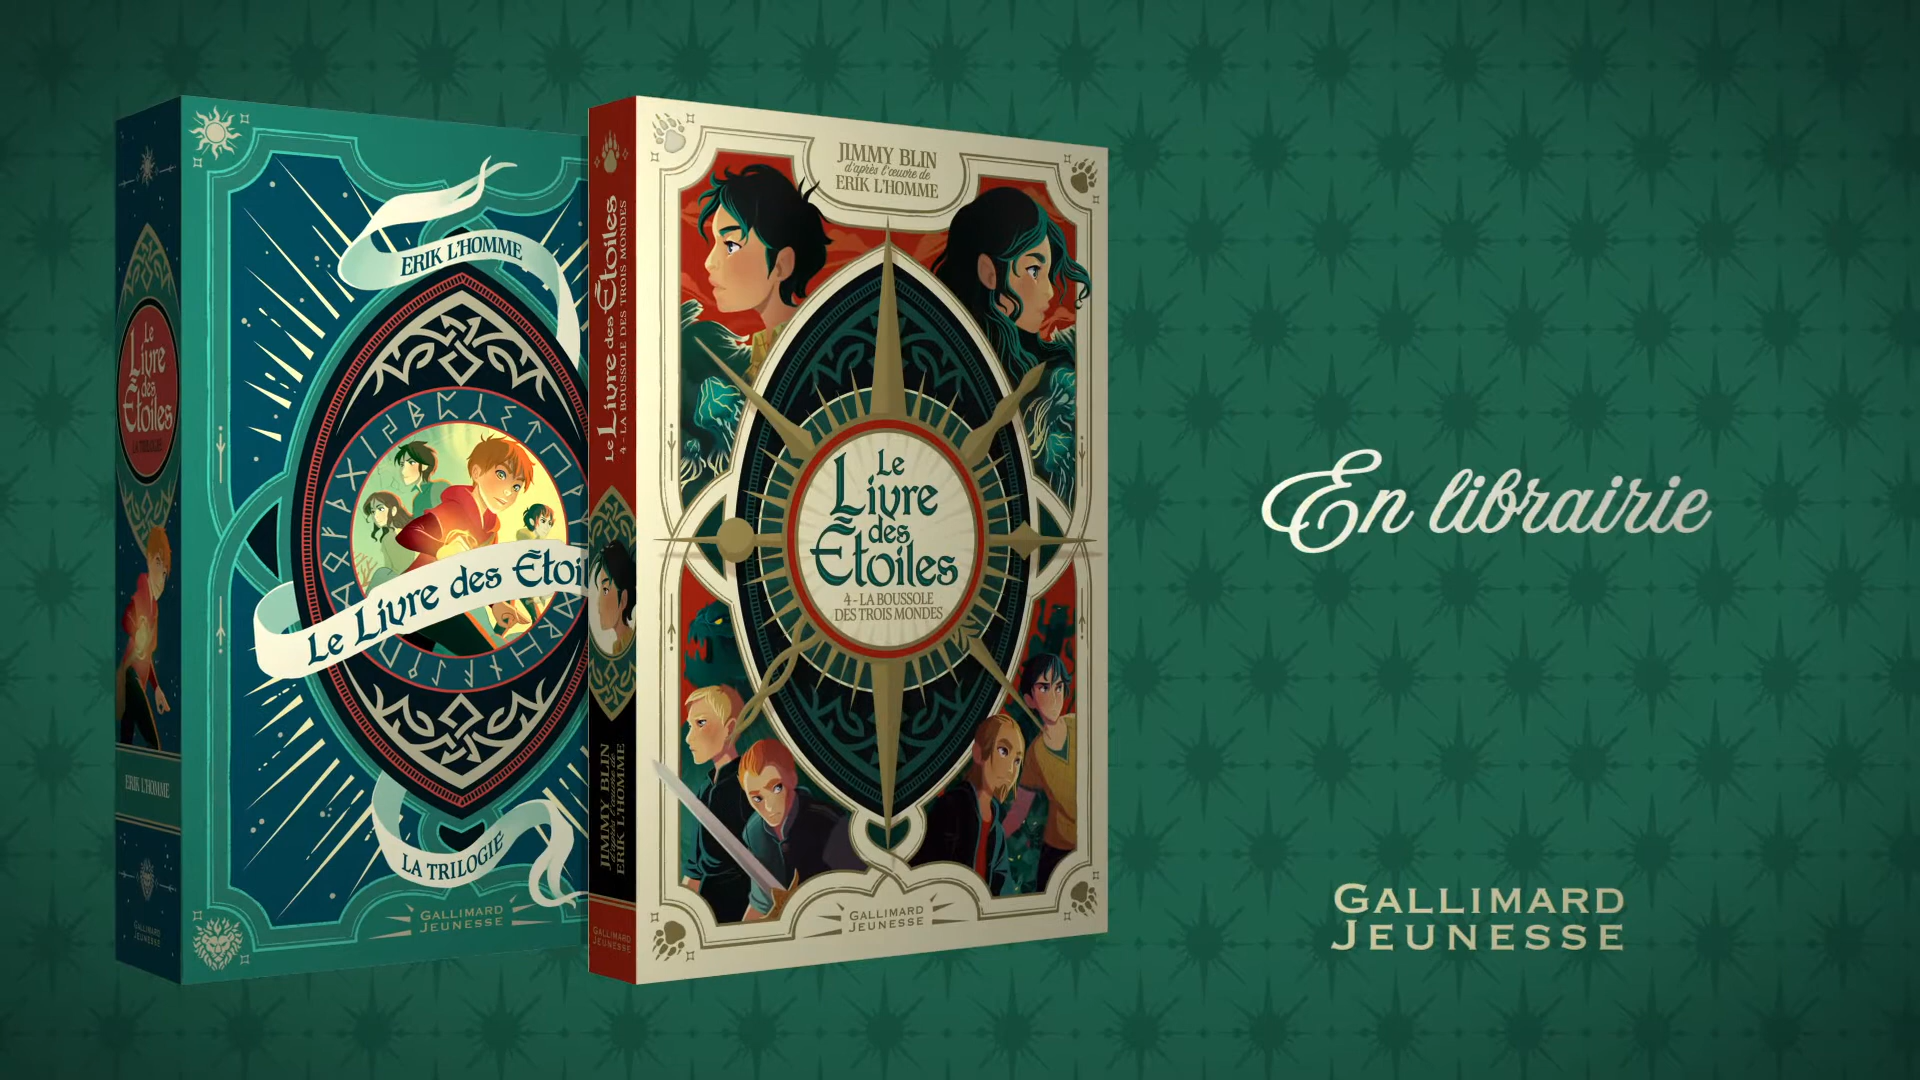 Le
Livre
des
Étoiles
LA TRILOGIE
ERIK L'HOMME
GALLIMARD
JEUNESSE
ERIK L'HOMME
Le Livre des Étoi
LA TRILOGIE
GALLIMARD
JEUNESSE
Le Livre des Étoiles
4 - LA BOUSSOLE DES TROIS MONDES
JIMMY BLIN
d'après l'œuvre de
ERIK L'HOMME
GALLIMARD
JEUNESSE
JIMMY BLIN
d'après l'œuvre de
ERIK L'HOMME
Le
Livre
des
Étoiles
4 - LA BOUSSOLE
DES TROIS MONDES
GALLIMARD
JEUNESSE
En librairie
GALLIMARD
JEUNESSE